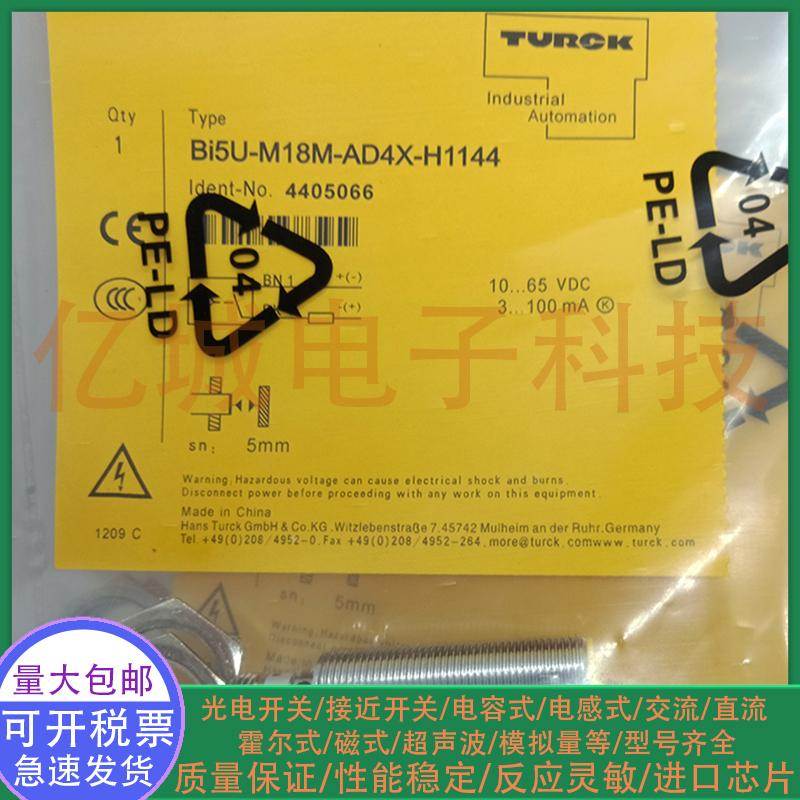 TURCK
Industrial
Automation
Qty
1
Type
Bi5U-M18M-AD4X-H1144
Ident-No. 4405066
CE
CCC
PE-LD
04
PE-LD
04
BN 1
+(-)
-(+)
10...65 VDC
3...100 mA K
亿城电子科技
sn: 5mm
Warning. Hazardous voltage can cause electrical shock and burns.
Disconnect power before proceeding with any work on this equipment.
Made in China
Hans Turck GmbH & Co.KG .Witzlebenstraße 7.45742 Mulheim an der Ruhr.Germany
Tel.+49(0)208/4952-0.Fax +49(0)208/4952-264.more@turck.comwww.turck.com
1209 C
sn: 5mm
量大包邮
可开税票
急速发货
光电开关/接近开关/电容式/电感式/交流/直流
霍尔式/磁式/超声波/模拟量等/型号齐全
质量保证/性能稳定/反应灵敏/进口芯片